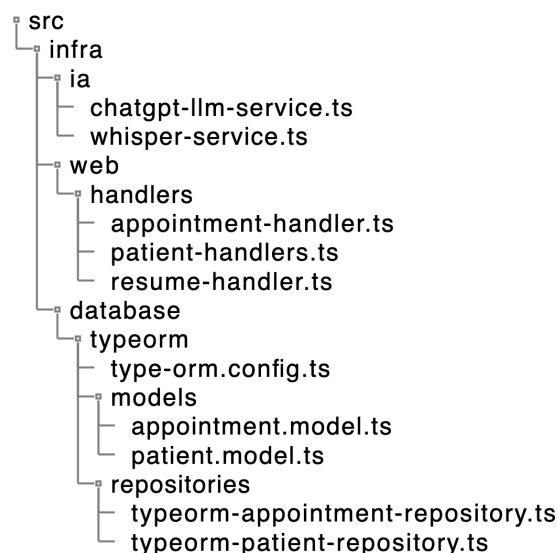 src
infra
ia
chatgpt-llm-service.ts
whisper-service.ts
web
handlers
appointment-handler.ts
patient-handlers.ts
resume-handler.ts
database
typeorm
type-orm.config.ts
models
appointment.model.ts
patient.model.ts
repositories
typeorm-appointment-repository.ts
typeorm-patient-repository.ts